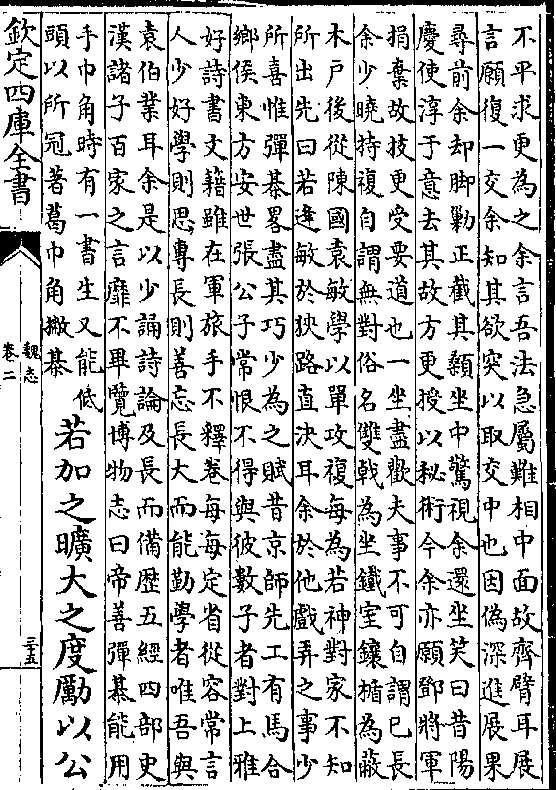 不平求更為之余言吾法急屬難相中面故齊臂耳展
言願復一交余知其欲突以取交中也因偽深進展果
尋前余却脚勦正截其顙坐中驚視余還坐笑曰昔陽
慶使淳于意去其故方更授以秘術今余亦願鄧將軍
捐棄故技更受要道也一坐盡歡夫事不可自謂已長
余少曉持複自謂無對俗名雙戟為坐鐵室鑲楯為蔽
木戶後從陳國袁敏學以單攻複每為若神對家不知
所出先曰若逢敏於狹路直決耳余於他戲弄之事少
所喜惟彈棊畧盡其巧少為之賦昔京師先工有馬合
鄉侯東方安世張公子常恨不得與彼數子者對上雅
好詩書文籍雖在軍旅手不釋卷每每定省從容常言
人少好學則思專長則善忘長大而能勤學者唯吾與
袁伯業耳余是以少誦詩論及長而備歴五經四部史
漢諸子百家之言靡不畢覽博物志曰帝善彈棊能用
手巾角時有一書生又能低
頭以所冠著葛巾角撇棊
若加之曠大之度勵以公
欽定四庫全書
魏志
卷二
三十五